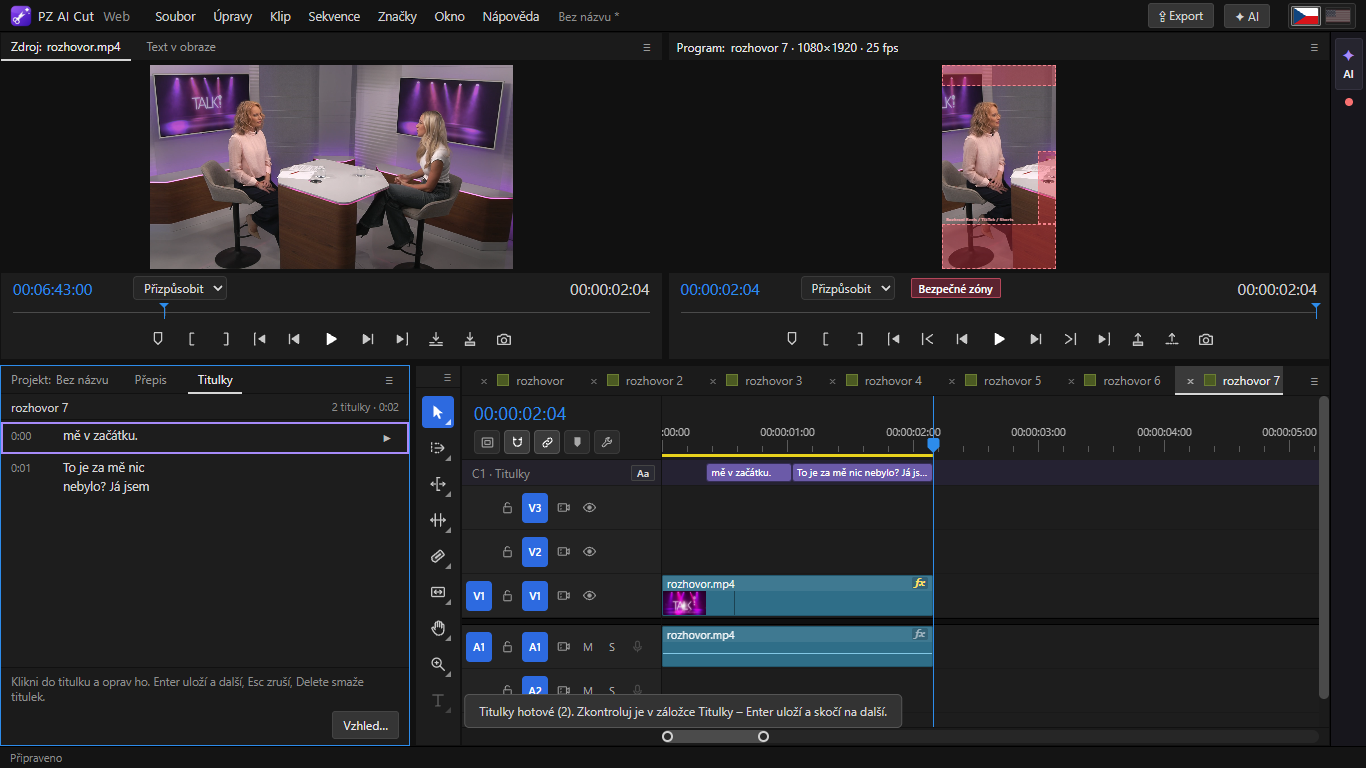 PZ AI Cut Web Soubor Úpravy Klip Sekvence Značky Okno Nápověda Bez názvu * Export AI
Zdroj: rozhovor.mp4 Text v obraze
Program: rozhovor 7 · 1080×1920 · 25 fps
AI
TALK
00:06:43:00 Přizpůsobit 00:00:02:04
00:00:02:04 Přizpůsobit Bezpečné zóny 00:00:02:04
Projekt: Bez názvu Přepis Titulky
rozhovor 7 2 titulky · 0:02
0:00 mě v začátku.
0:01 To je za mě nic
nebylo? Já jsem
Klikni do titulku a oprav ho. Enter uloží a další, Esc zruší, Delete smaže
titulek.
Vzhled...
× rozhovor × rozhovor 2 × rozhovor 3 × rozhovor 4 × rozhovor 5 × rozhovor 6 × rozhovor 7
00:00:02:04
:00:00 00:00:01:00 00:00:02:00 00:00:03:00 00:00:04:00 00:00:05:00
C1 · Titulky Aa mě v začátku. To je za mě nic nebylo? Já js...
V3
V2
V1 V1 rozhovor.mp4 fx
TALK
A1 A1 M S rozhovor.mp4 fx
A2 M S
Titulky hotové (2). Zkontroluj je v záložce Titulky – Enter uloží a skočí na další.
Připraveno